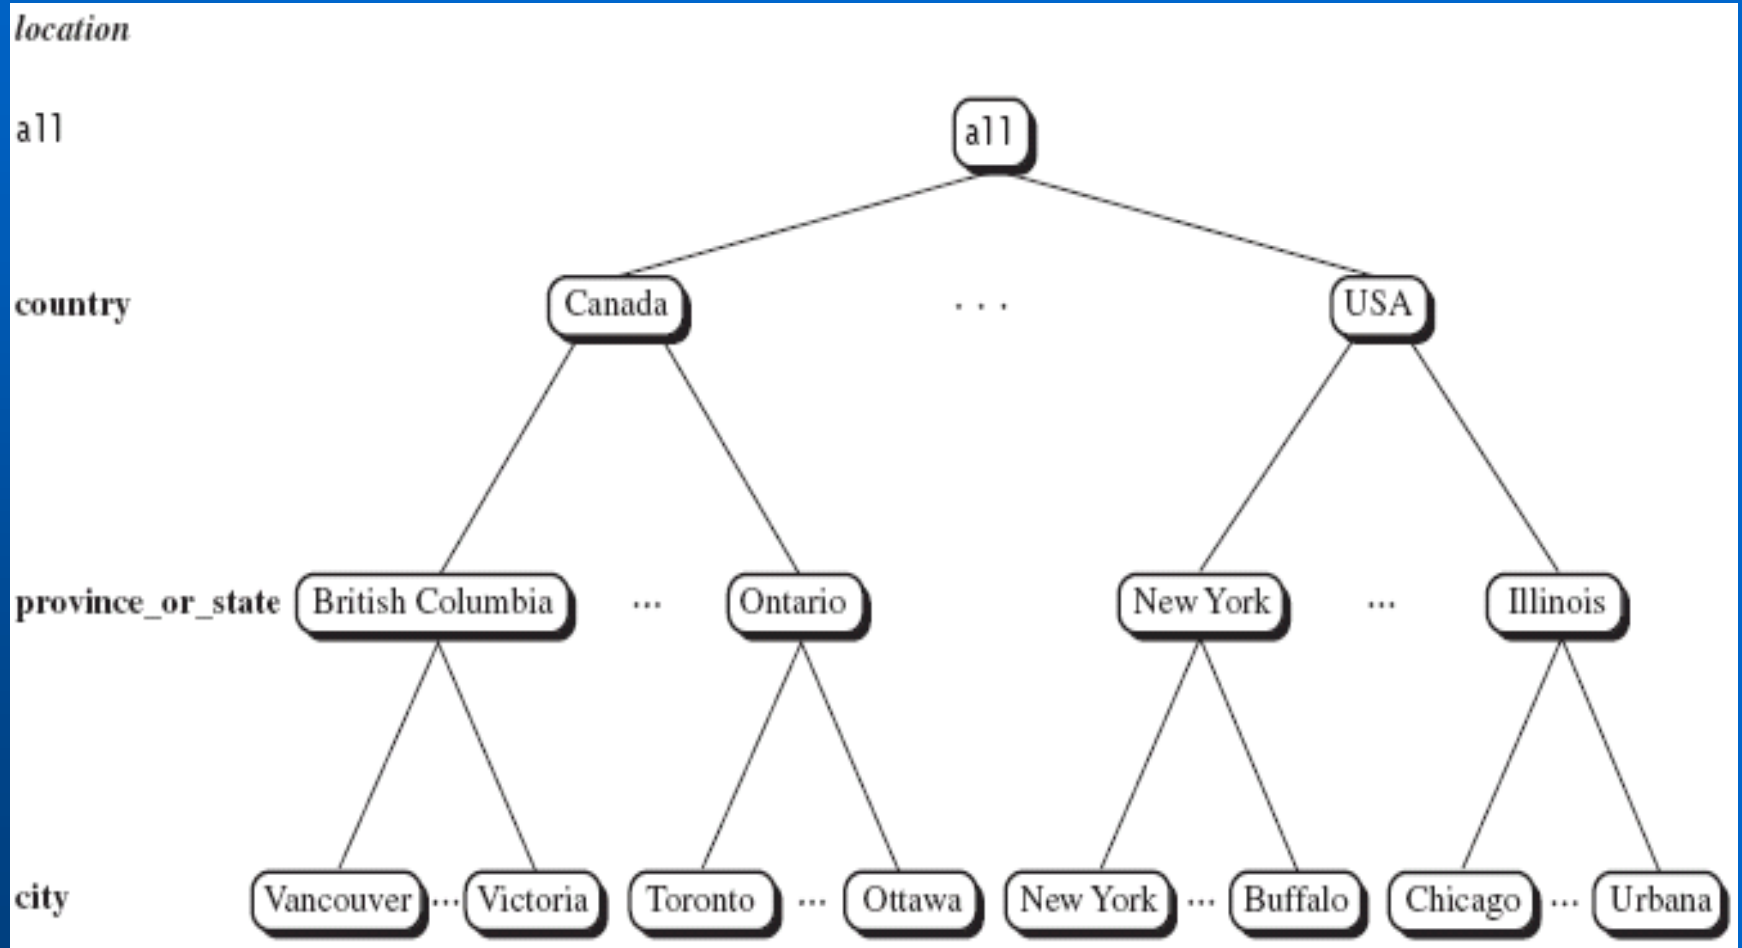 location
all all
country Canada . . . USA
province_or_state British Columbia ... Ontario New York ... Illinois
city Vancouver ... Victoria Toronto ... Ottawa New York ... Buffalo Chicago ... Urbana